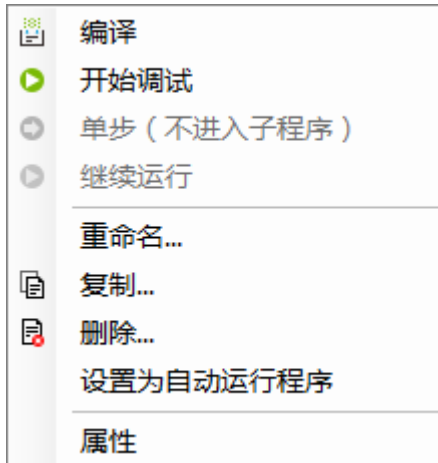 编译
开始调试
单步（不进入子程序）
继续运行
重命名...
复制...
删除...
设置为自动运行程序
属性